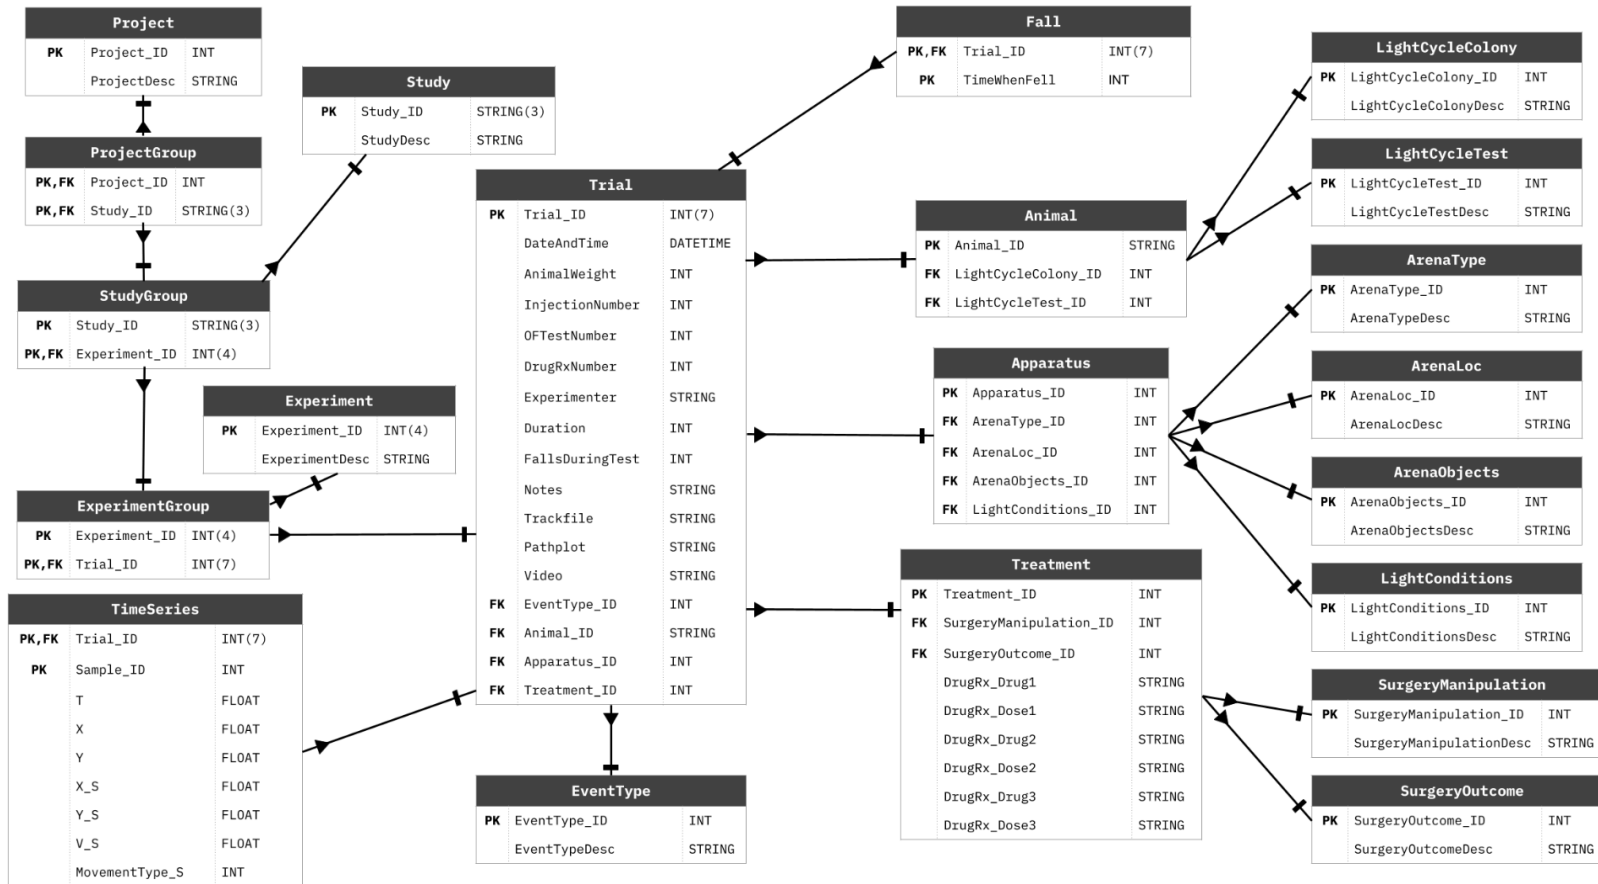 Project
PK Project_ID INT
ProjectDesc STRING
ProjectGroup
PK,FK Project_ID INT
PK,FK Study_ID STRING(3)
Study
PK Study_ID STRING(3)
StudyDesc STRING
StudyGroup
PK Study_ID STRING(3)
PK,FK Experiment_ID INT(4)
Experiment
PK Experiment_ID INT(4)
ExperimentDesc STRING
ExperimentGroup
PK Experiment_ID INT(4)
PK,FK Trial_ID INT(7)
TimeSeries
PK,FK Trial_ID INT(7)
PK Sample_ID INT
T FLOAT
X FLOAT
Y FLOAT
X_S FLOAT
Y_S FLOAT
V_S FLOAT
MovementType_S INT
Trial
PK Trial_ID INT(7)
DateAndTime DATETIME
AnimalWeight INT
InjectionNumber INT
OFTestNumber INT
DrugRxNumber INT
Experimenter STRING
Duration INT
FallsDuringTest INT
Notes STRING
Trackfile STRING
Pathplot STRING
Video STRING
FK EventType_ID INT
FK Animal_ID STRING
FK Apparatus_ID INT
FK Treatment_ID INT
EventType
PK EventType_ID INT
EventTypeDesc STRING
Fall
PK,FK Trial_ID INT(7)
PK TimeWhenFell INT
Animal
PK Animal_ID STRING
FK LightCycleColony_ID INT
FK LightCycleTest_ID INT
Apparatus
PK Apparatus_ID INT
FK ArenaType_ID INT
FK ArenaLoc_ID INT
FK ArenaObjects_ID INT
FK LightConditions_ID INT
Treatment
PK Treatment_ID INT
FK SurgeryManipulation_ID INT
FK SurgeryOutcome_ID INT
DrugRx_Drug1 STRING
DrugRx_Dose1 STRING
DrugRx_Drug2 STRING
DrugRx_Dose2 STRING
DrugRx_Drug3 STRING
DrugRx_Dose3 STRING
LightCycleColony
PK LightCycleColony_ID INT
LightCycleColonyDesc STRING
LightCycleTest
PK LightCycleTest_ID INT
LightCycleTestDesc STRING
ArenaType
PK ArenaType_ID INT
ArenaTypeDesc STRING
ArenaLoc
PK ArenaLoc_ID INT
ArenaLocDesc STRING
ArenaObjects
PK ArenaObjects_ID INT
ArenaObjectsDesc STRING
LightConditions
PK LightConditions_ID INT
LightConditionsDesc STRING
SurgeryManipulation
PK SurgeryManipulation_ID INT
SurgeryManipulationDesc STRING
SurgeryOutcome
PK SurgeryOutcome_ID INT
SurgeryOutcomeDesc STRING